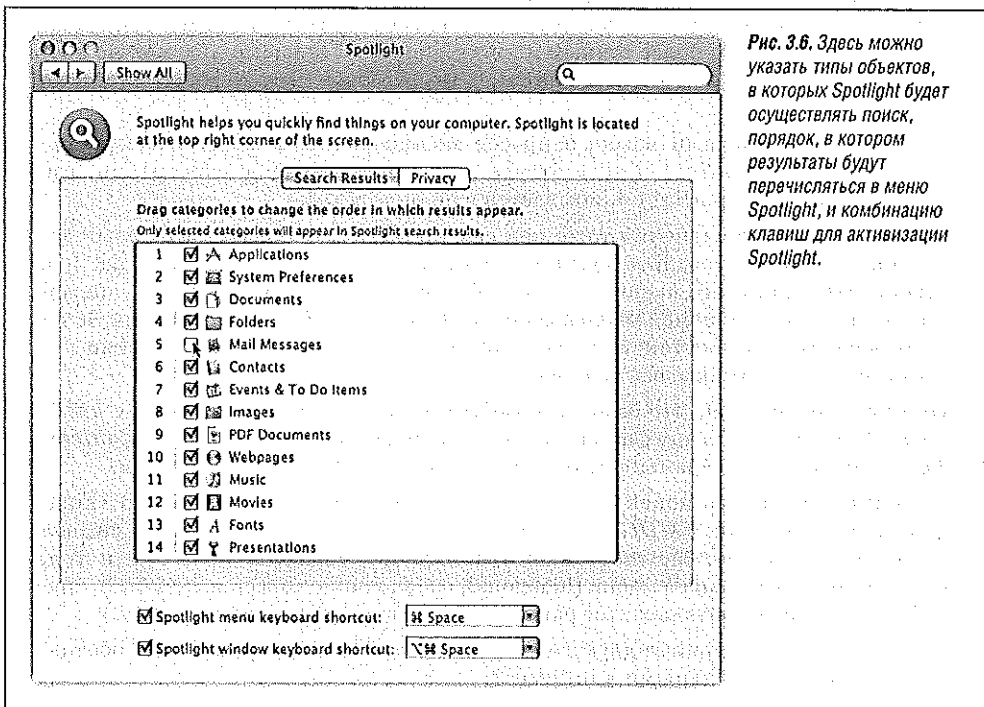 Spotlight
Show All
Spotlight helps you quickly find things on your computer. Spotlight is located
at the top right corner of the screen.
Search Results Privacy
Drag categories to change the order in which results appear.
Only selected categories will appear in Spotlight search results.
1 Applications
2 System Preferences
3 Documents
4 Folders
5 Mail Messages
6 Contacts
7 Events & To Do Items
8 Images
9 PDF Documents
10 Webpages
11 Music
12 Movies
13 Fonts
14 Presentations
Spotlight menu keyboard shortcut: ⌘ Space
Spotlight window keyboard shortcut: ⌥⌘ Space
Рис. 3.6. Здесь можно
указать типы объектов,
в которых Spotlight будет
осуществлять поиск,
порядок, в котором
результаты будут
перечисляться в меню
Spotlight, и комбинацию
клавиш для активизации
Spotlight.